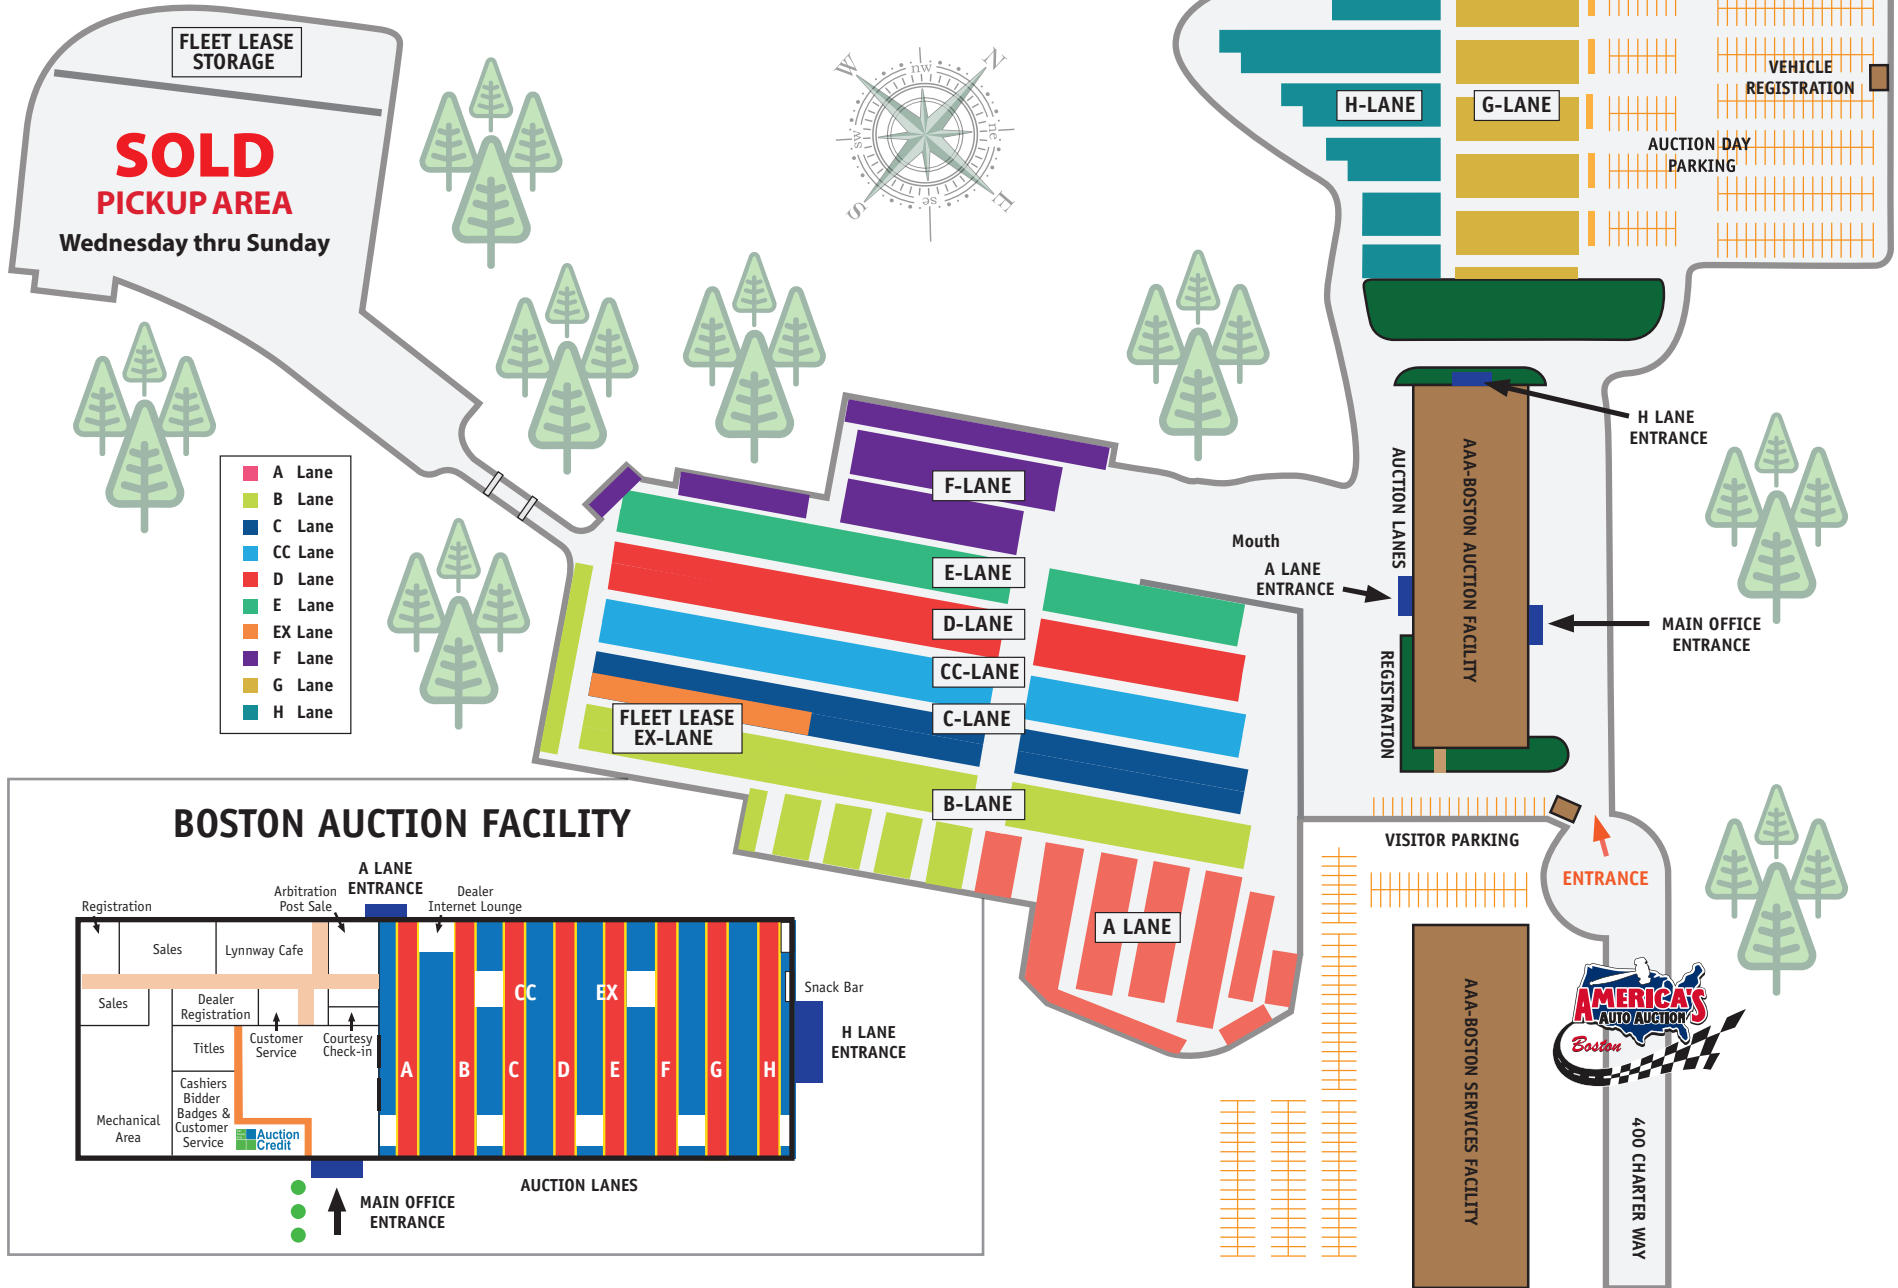 FLEET LEASE
STORAGE
SOLD
PICKUP AREA
Wednesday thru Sunday
W
nw
N
sw
ne
S
se
E
H-LANE
G-LANE
VEHICLE
REGISTRATION
AUCTION DAY
PARKING
H LANE
ENTRANCE
AUCTION LANES
AAA-BOSTON AUCTION FACILITY
Mouth
A LANE
ENTRANCE
MAIN OFFICE
ENTRANCE
REGISTRATION
A Lane
B Lane
C Lane
CC Lane
D Lane
E Lane
EX Lane
F Lane
G Lane
H Lane
F-LANE
E-LANE
D-LANE
CC-LANE
C-LANE
FLEET LEASE
EX-LANE
B-LANE
A LANE
VISITOR PARKING
ENTRANCE
AAA-BOSTON SERVICES FACILITY
AMERICA'S
AUTO AUCTION
Boston
400 CHARTER WAY
BOSTON AUCTION FACILITY
A LANE
ENTRANCE
Registration
Arbitration
Post Sale
Dealer
Internet Lounge
Sales
Lynnway Cafe
Sales
Dealer
Registration
Customer
Service
Courtesy
Check-in
Titles
Cashiers
Bidder
Badges &
Customer
Service
Mechanical
Area
Auction
Credit
CC
EX
A
B
C
D
E
F
G
H
Snack Bar
H LANE
ENTRANCE
AUCTION LANES
MAIN OFFICE
ENTRANCE